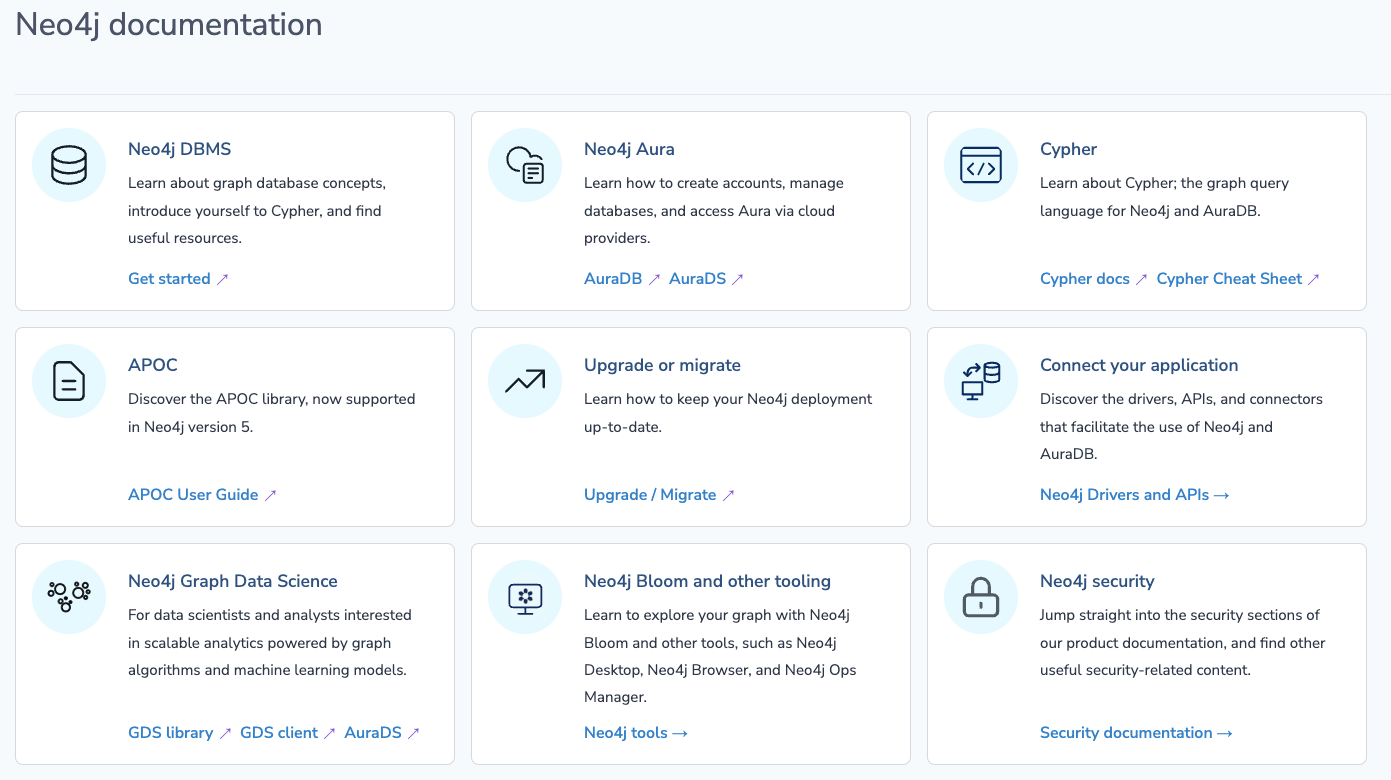 Neo4j documentation
Neo4j DBMS
Learn about graph database concepts,
introduce yourself to Cypher, and find
useful resources.
Get started ↗
Neo4j Aura
Learn how to create accounts, manage
databases, and access Aura via cloud
providers.
AuraDB ↗ AuraDS ↗
Cypher
Learn about Cypher; the graph query
language for Neo4j and AuraDB.
Cypher docs ↗ Cypher Cheat Sheet ↗
APOC
Discover the APOC library, now supported
in Neo4j version 5.
APOC User Guide ↗
Upgrade or migrate
Learn how to keep your Neo4j deployment
up-to-date.
Upgrade / Migrate ↗
Connect your application
Discover the drivers, APIs, and connectors
that facilitate the use of Neo4j and
AuraDB.
Neo4j Drivers and APIs →
Neo4j Graph Data Science
For data scientists and analysts interested
in scalable analytics powered by graph
algorithms and machine learning models.
GDS library ↗ GDS client ↗ AuraDS ↗
Neo4j Bloom and other tooling
Learn to explore your graph with Neo4j
Bloom and other tools, such as Neo4j
Desktop, Neo4j Browser, and Neo4j Ops
Manager.
Neo4j tools →
Neo4j security
Jump straight into the security sections of
our product documentation, and find other
useful security-related content.
Security documentation →